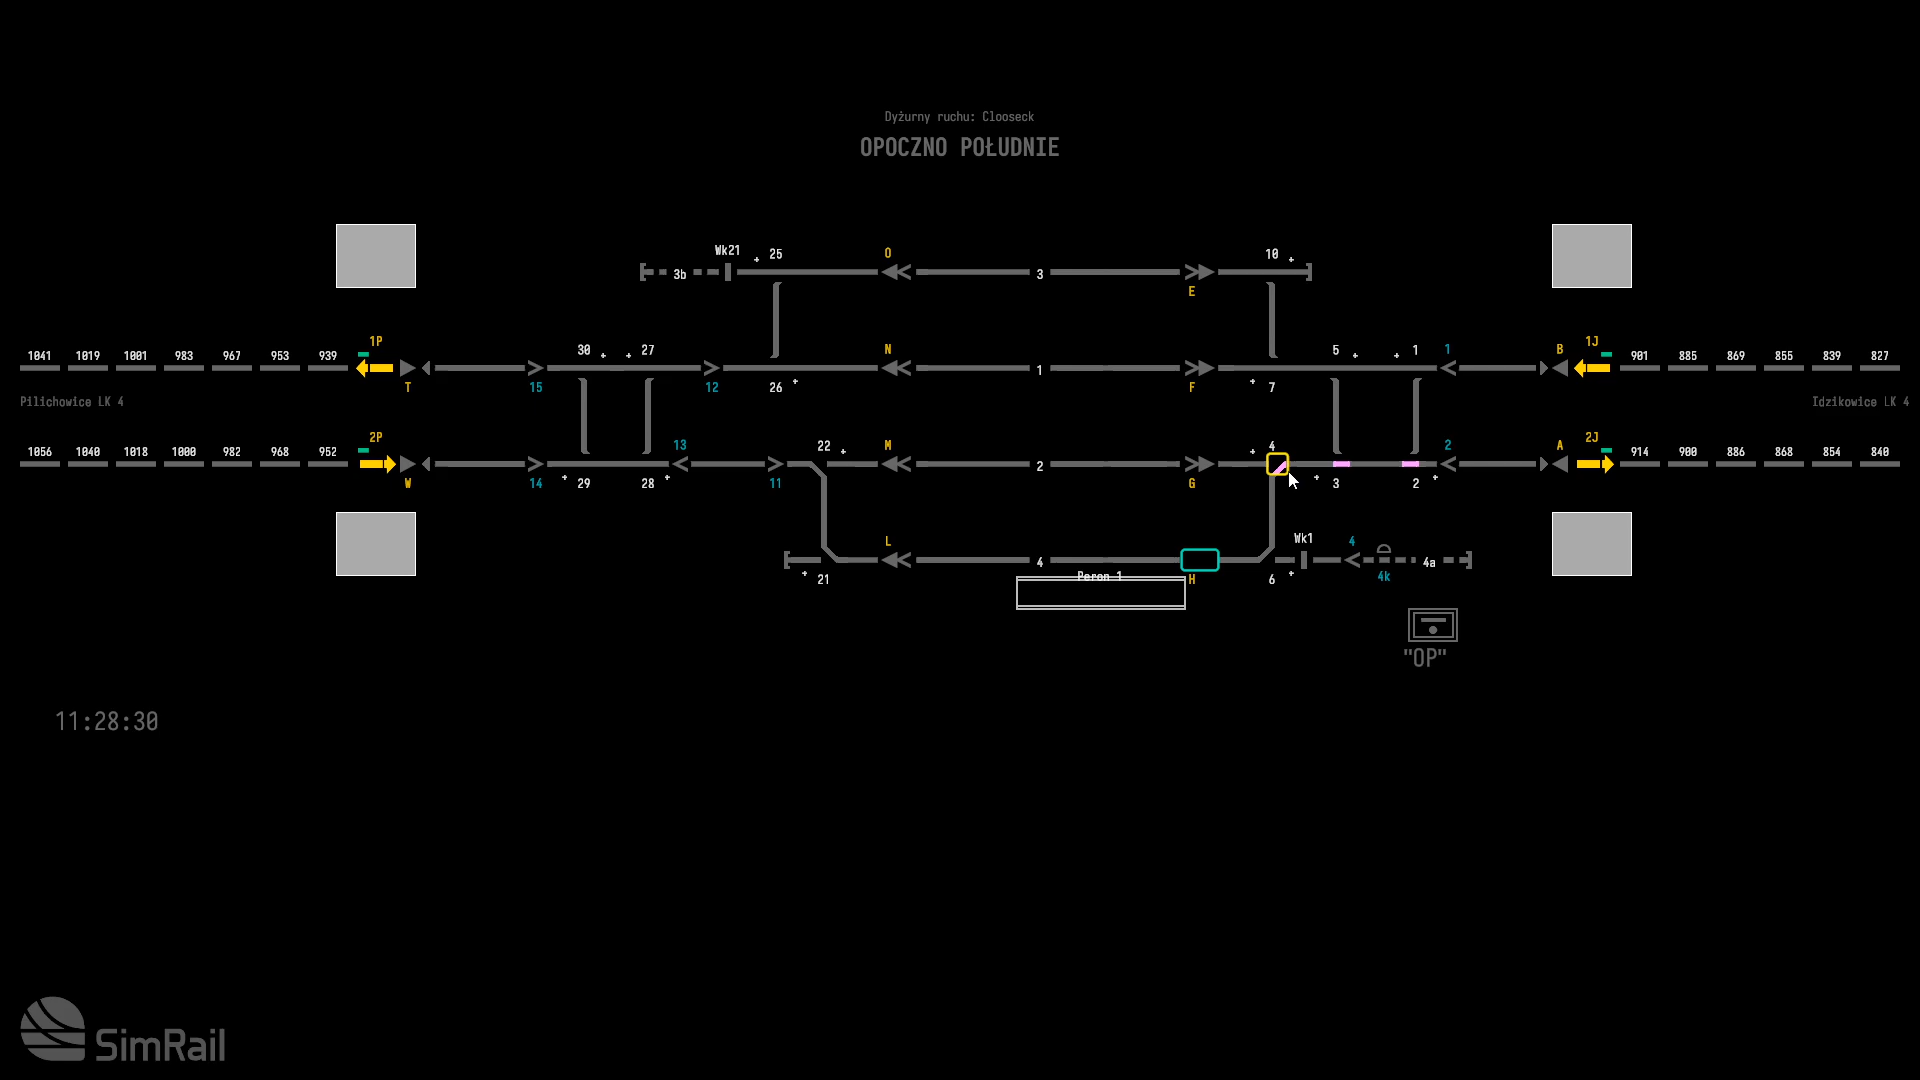 Dyżurny ruchu: Clooseck
OPOCZNO POŁUDNIE
Wk21 + 25 O 10 +
3b 3
E
1041 1019 1001 983 967 953 939 1P 30 + + 27 N 5 + + 1 1 B 1J 901 885 869 855 839 827
1
T 15 12 26 + F + 7
Pilichowice LK 4 Idzikowice LK 4
1056 1040 1018 1000 982 968 952 2P 13 22 + M + 4 2 A 2J 914 900 886 868 854 840
2
W 14 + 29 28 + 11 G + 3 2 +
L Wk1 4
4 4a
+ 21 Peron 1 H 6 + 4k
"OP"
11:28:30
SimRail